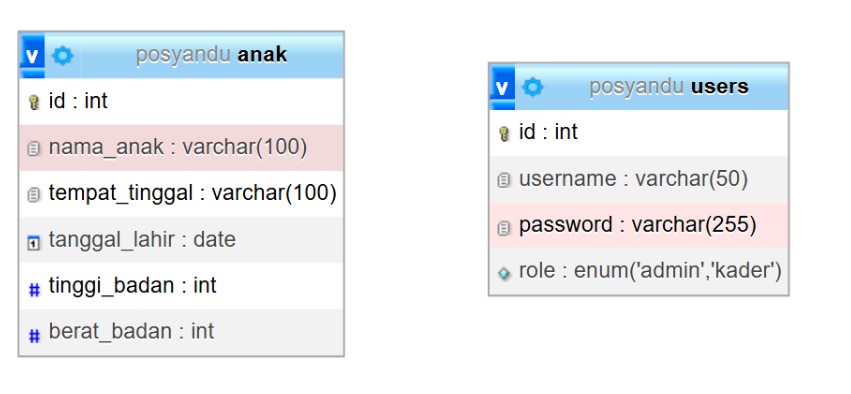 v posyandu anak
id : int
nama_anak : varchar(100)
tempat_tinggal : varchar(100)
1 tanggal_lahir : date
# tinggi_badan : int
# berat_badan : int
v posyandu users
id : int
username : varchar(50)
password : varchar(255)
role : enum('admin','kader')